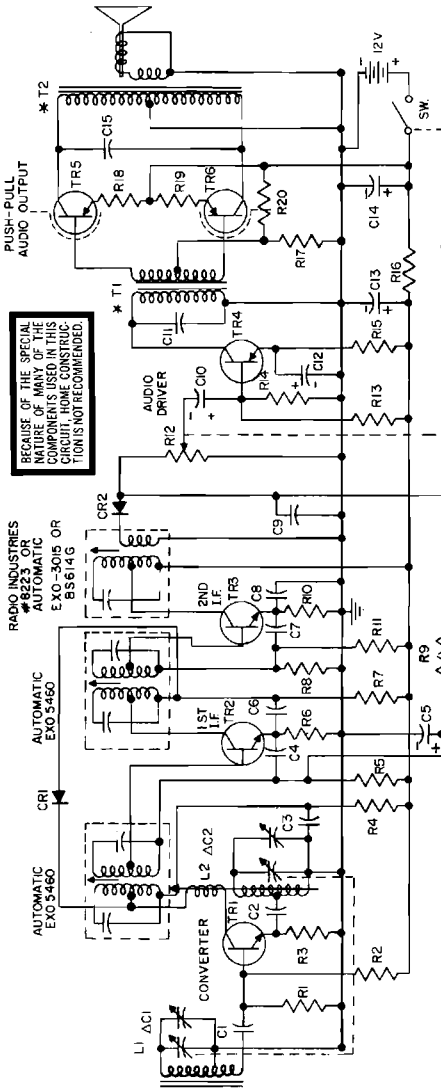 PUSH-PULL
AUDIO OUTPUT
* T2
12V
SW.
TR5
C15
R18
R19
TR6
R20
R17
C14
R16
* T1
C11
TR4
C13
R15
C12
R13
R14
C10
AUDIO
DRIVER
R12
BECAUSE OF THE SPECIAL
NATURE OF MANY OF THE
COMPONENTS USED IN THIS
CIRCUIT, HOME CONSTRUC-
TION IS NOT RECOMMENDED.
RADIO INDUSTRIES
#8223 OR
AUTOMATIC
EXO-3015 OR
BS614G
CR2
C9
2ND
I.F.
TR3
C8
C7
R10
R11
R9
AUTOMATIC
EXO 5460
1ST
I.F.
TR2
C6
R8
R7
C4
R6
C5
R5
CR1
AUTOMATIC
EXO 5460
L2
ΔC2
C3
R4
CONVERTER
TR1
C2
R3
R2
L1
ΔC1
C1
R1